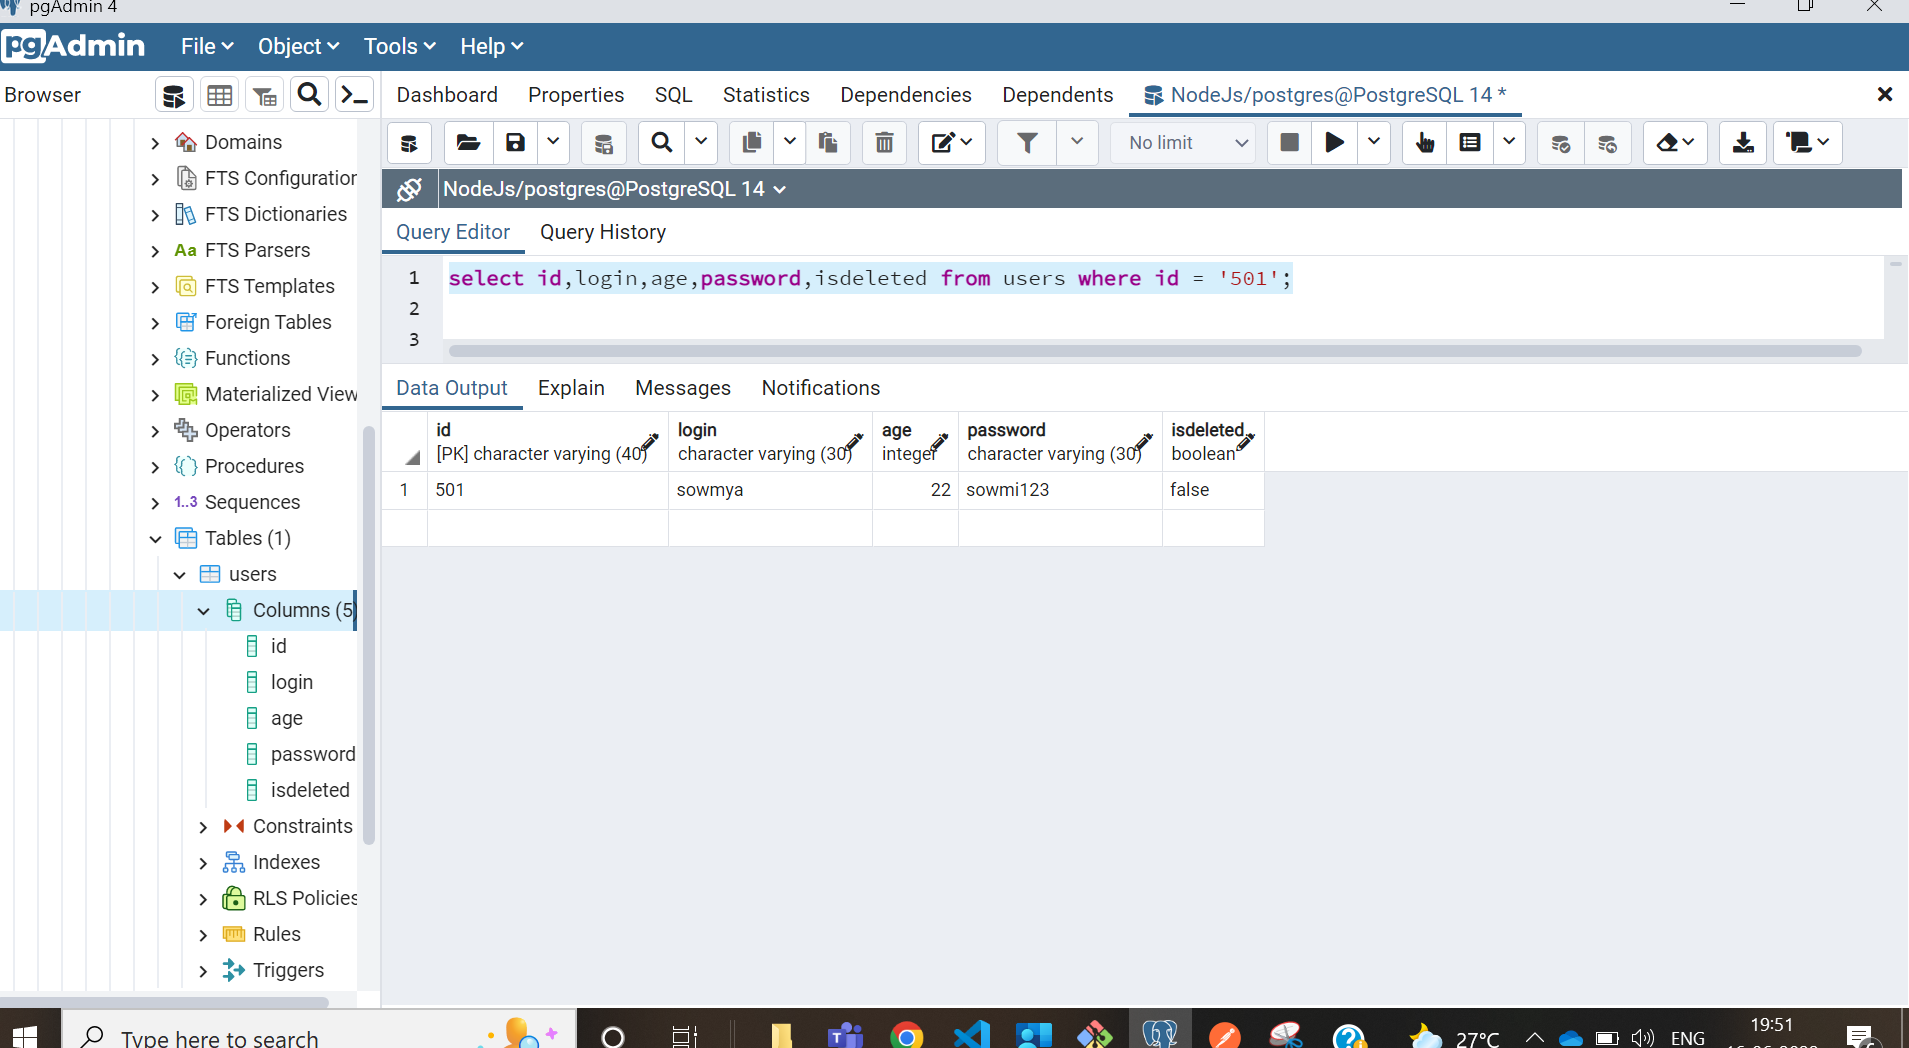 pgAdmin 4
pgAdmin File Object Tools Help
Browser
Dashboard Properties SQL Statistics Dependencies Dependents NodeJs/postgres@PostgreSQL 14 *
No limit
NodeJs/postgres@PostgreSQL 14
Query Editor Query History
1 select id,login,age,password,isdeleted from users where id = '501';
2
3
Data Output Explain Messages Notifications
id login age password isdeleted
[PK] character varying (40) character varying (30) integer character varying (30) boolean
1 501 sowmya 22 sowmi123 false
Domains
FTS Configuration
FTS Dictionaries
Aa FTS Parsers
FTS Templates
Foreign Tables
Functions
Materialized View
Operators
Procedures
1..3 Sequences
Tables (1)
users
Columns (5)
id
login
age
password
isdeleted
Constraints
Indexes
RLS Policies
Rules
Triggers
Type here to search
27°C ENG 19:51